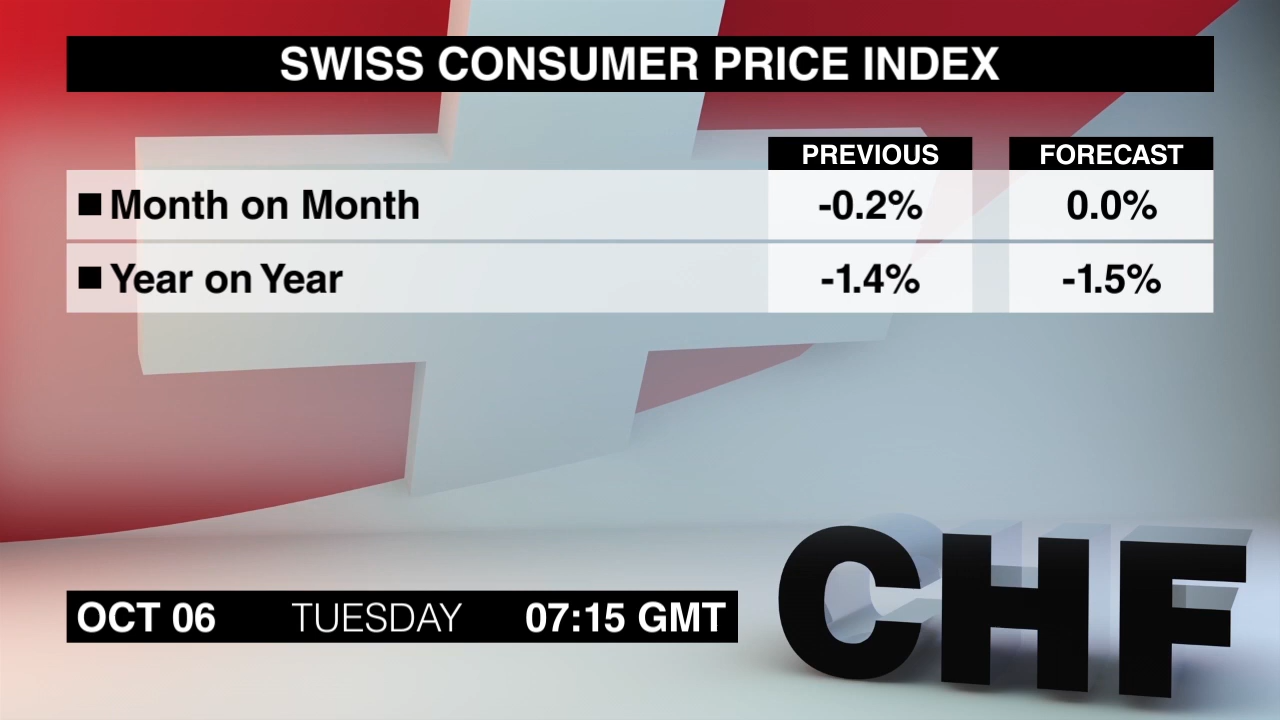 SWISS CONSUMER PRICE INDEX
PREVIOUS FORECAST
■ Month on Month -0.2% 0.0%
■ Year on Year -1.4% -1.5%
OCT 06 TUESDAY 07:15 GMT
CHF